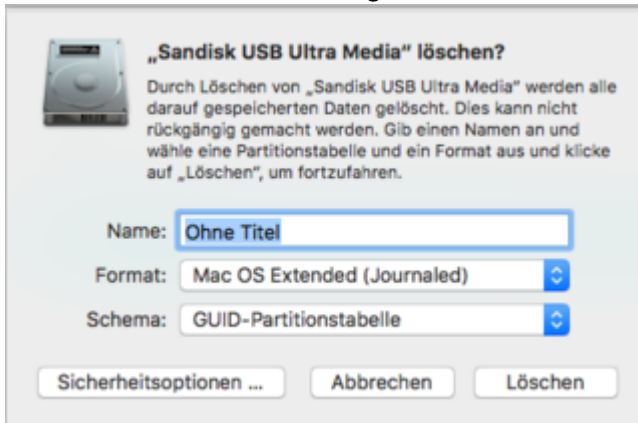 „Sandisk USB Ultra Media“ löschen?
Durch Löschen von „Sandisk USB Ultra Media“ werden alle
darauf gespeicherten Daten gelöscht. Dies kann nicht
rückgängig gemacht werden. Gib einen Namen an und
wähle eine Partitionstabelle und ein Format aus und klicke
auf „Löschen“, um fortzufahren.
Name: Ohne Titel
Format: Mac OS Extended (Journaled)
Schema: GUID-Partitionstabelle
Sicherheitsoptionen ... Abbrechen Löschen